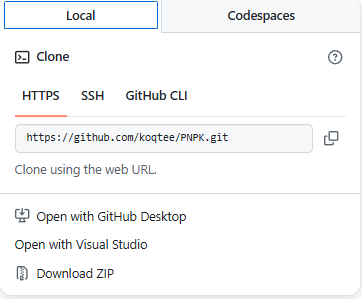 Local Codespaces
Clone
HTTPS SSH GitHub CLI
https://github.com/koqtee/PNPK.git
Clone using the web URL.
Open with GitHub Desktop
Open with Visual Studio
Download ZIP